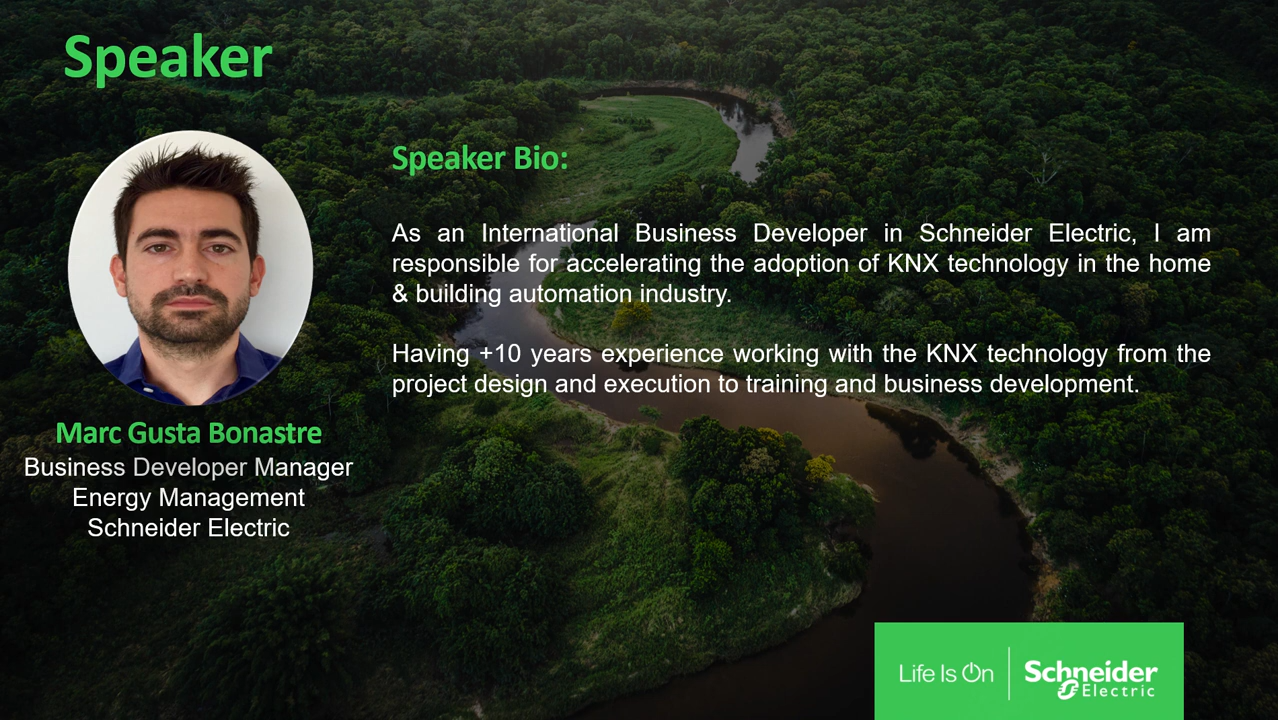 Speaker
Speaker Bio:
As an International Business Developer in Schneider Electric, I am
responsible for accelerating the adoption of KNX technology in the home
& building automation industry.
Having +10 years experience working with the KNX technology from the
project design and execution to training and business development.
Marc Gusta Bonastre
Business Developer Manager
Energy Management
Schneider Electric
Life Is On
Schneider
Electric